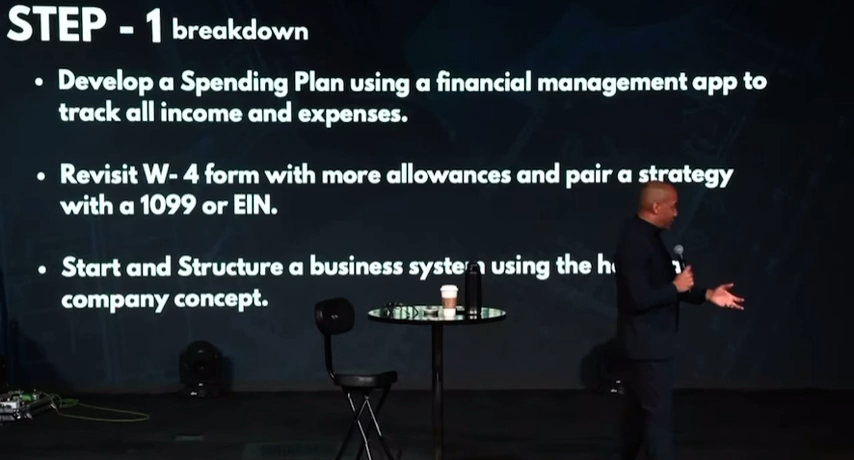 STEP - 1 breakdown
• Develop a Spending Plan using a financial management app to
track all income and expenses.
• Revisit W- 4 form with more allowances and pair a strategy
with a 1099 or EIN.
• Start and Structure a business system using the
company concept.